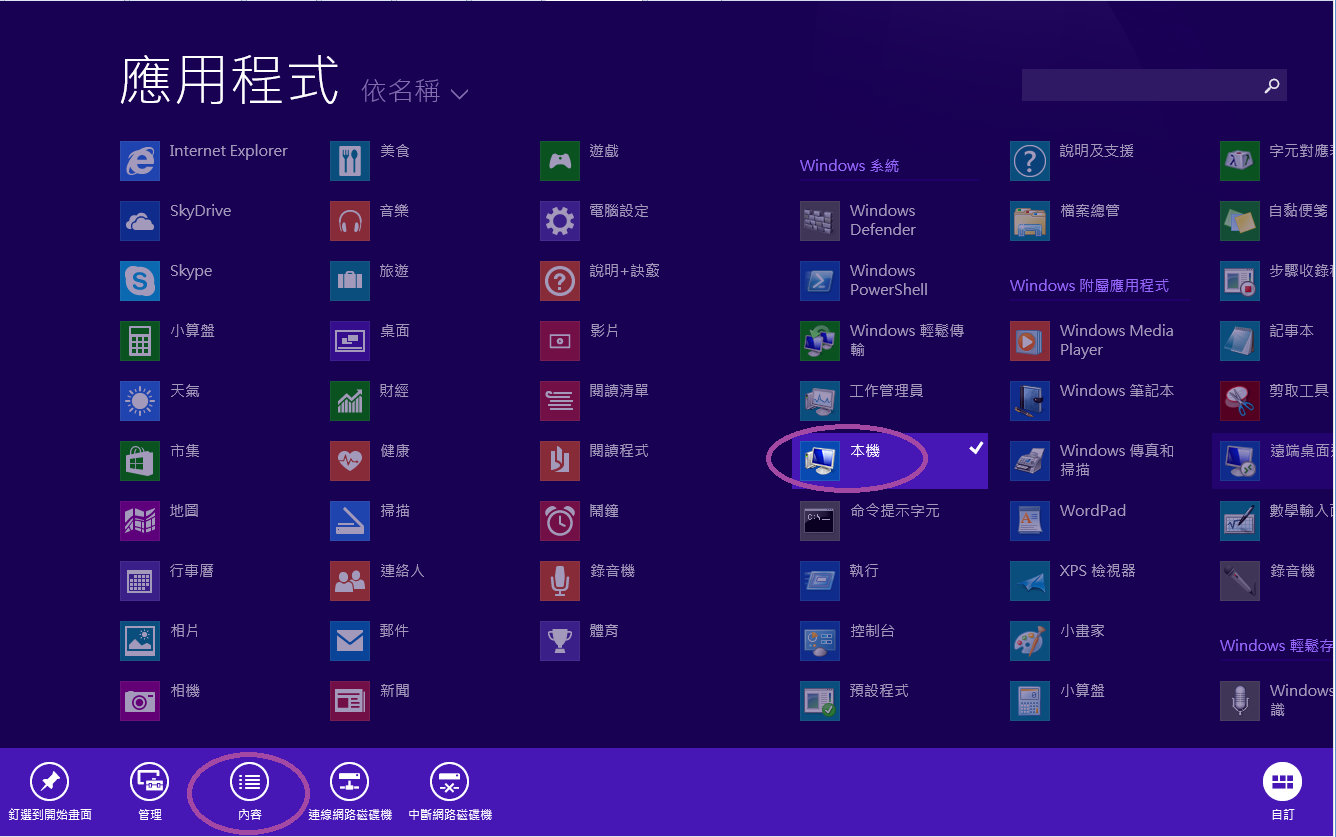 應用程式 依名稱
Internet Explorer
SkyDrive
Skype
小算盤
天氣
市集
地圖
行事曆
相片
相機
美食
音樂
旅遊
桌面
財經
健康
掃描
連絡人
郵件
新聞
遊戲
電腦設定
說明+訣竅
影片
閱讀清單
閱讀程式
鬧鐘
錄音機
體育
Windows 系統
Windows
Defender
Windows
PowerShell
Windows 輕鬆傳
輸
工作管理員
本機
命令提示字元
C:\_
執行
控制台
預設程式
說明及支援
檔案總管
Windows 附屬應用程式
Windows Media
Player
Windows 筆記本
Windows 傳真和
掃描
WordPad
XPS 檢視器
小畫家
小算盤
字元對應
自黏便箋
步驟收錄
記事本
剪取工具
遠端桌面
數學輸入
錄音機
Windows 輕鬆存
Windows
識
釘選到開始畫面
管理
內容
連線網路磁碟機
中斷網路磁碟機
自訂